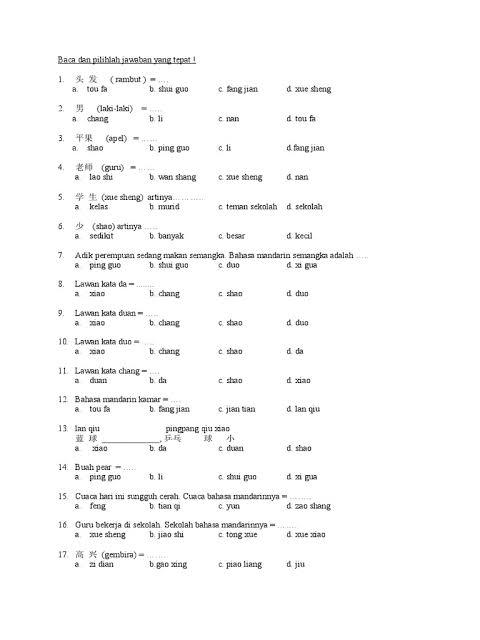 Baca dan pilihlah jawaban yang tepat !
1. 头 发 ( rambut ) = ....
a. tou fa b. shui guo c. fang jian d. xue sheng
2. 男 (laki-laki) = .....
a chang b. li c. nan d. tou fa
3. 平果 (apel) = ......
a. shao b. ping guo c. li d.fang jian
4. 老师 (guru) = ......
a lao shi b. wan shang c. xue sheng d. nan
5. 学 生 (xue sheng) artinya...........
a kelas b murid c. teman sekolah d. sekolah
6. 少 (shao) artinya .....
a. sedikit b. banyak c. besar d. kecil
7. Adik perempuan sedang makan semangka. Bahasa mandarin semangka adalah .....
a. ping guo b. shui guo c. duo d. xi gua
8. Lawan kata da = ........
a. xiao b. chang c. shao d. duo
9. Lawan kata duan = .....
a. xiao b. chang c. shao d. duo
10. Lawan kata duo = .....
a. xiao b. chang c. shao d. da
11. Lawan kata chang = ....
a. duan b. da c. shao d. xiao
12. Bahasa mandarin kamar = ....
a. tou fa b. fang jian c. jian tian d. lan qiu
13. lan qiu pingpang qiu xiao
蓝 球 ______________, 乒乓 球 小
a. xiao b. da c. duan d. shao
14. Buah pear = .....
a. ping guo b. li c. shui guo d. xi gua
15. Cuaca hari ini sungguh cerah. Cuaca bahasa mandarinnya = ........
a. feng b. tian qi c. yun d. zao shang
16. Guru bekerja di sekolah. Sekolah bahasa mandarinnya = ........
a. xue sheng b. jiao shi c. tong xue d. xue xiao
17. 高 兴 (gembira) = ........
a. zi dian b.gao xing c. piao liang d. jiu